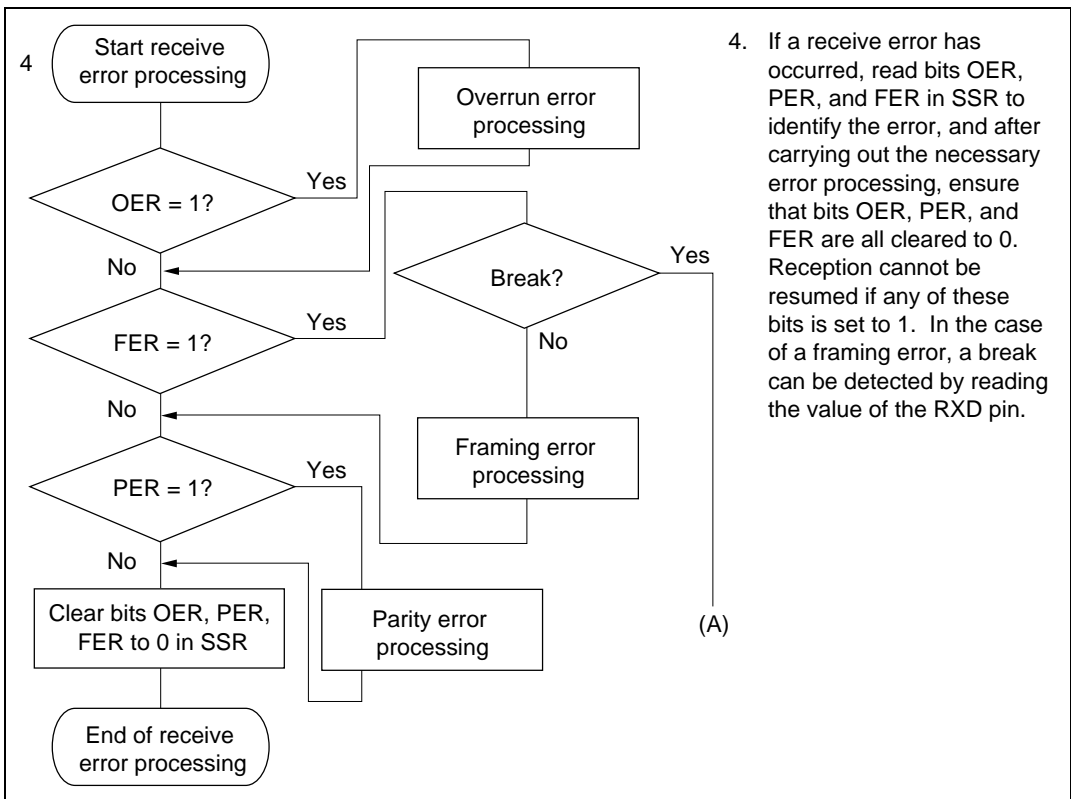 4
Start receive
error processing
Overrun error
processing
OER = 1?
Yes
No
Break?
Yes
No
FER = 1?
Yes
No
Framing error
processing
PER = 1?
Yes
No
Clear bits OER, PER,
FER to 0 in SSR
Parity error
processing
(A)
End of receive
error processing
4. If a receive error has
occurred, read bits OER,
PER, and FER in SSR to
identify the error, and after
carrying out the necessary
error processing, ensure
that bits OER, PER, and
FER are all cleared to 0.
Reception cannot be
resumed if any of these
bits is set to 1. In the case
of a framing error, a break
can be detected by reading
the value of the RXD pin.